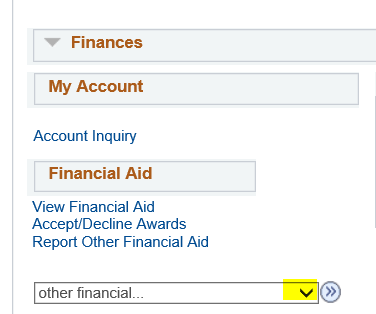 Finances
My Account
Account Inquiry
Financial Aid
View Financial Aid
Accept/Decline Awards
Report Other Financial Aid
other financial...